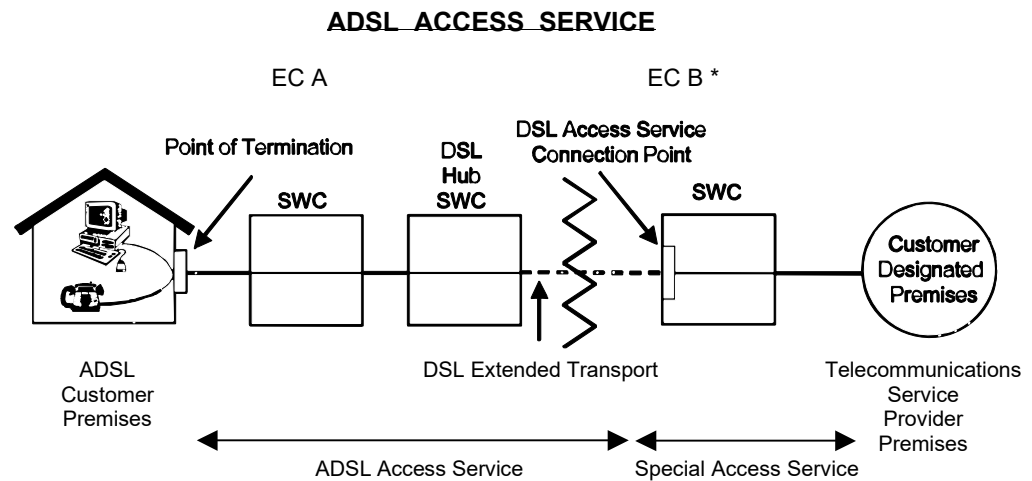 ADSL ACCESS SERVICE
EC A
EC B *
Point of Termination
DSL
Hub
SWC
DSL Access Service
Connection Point
SWC
SWC
Customer
Designated
Premises
ADSL
Customer
Premises
DSL Extended Transport
Telecommunications
Service
Provider
Premises
ADSL Access Service
Special Access Service